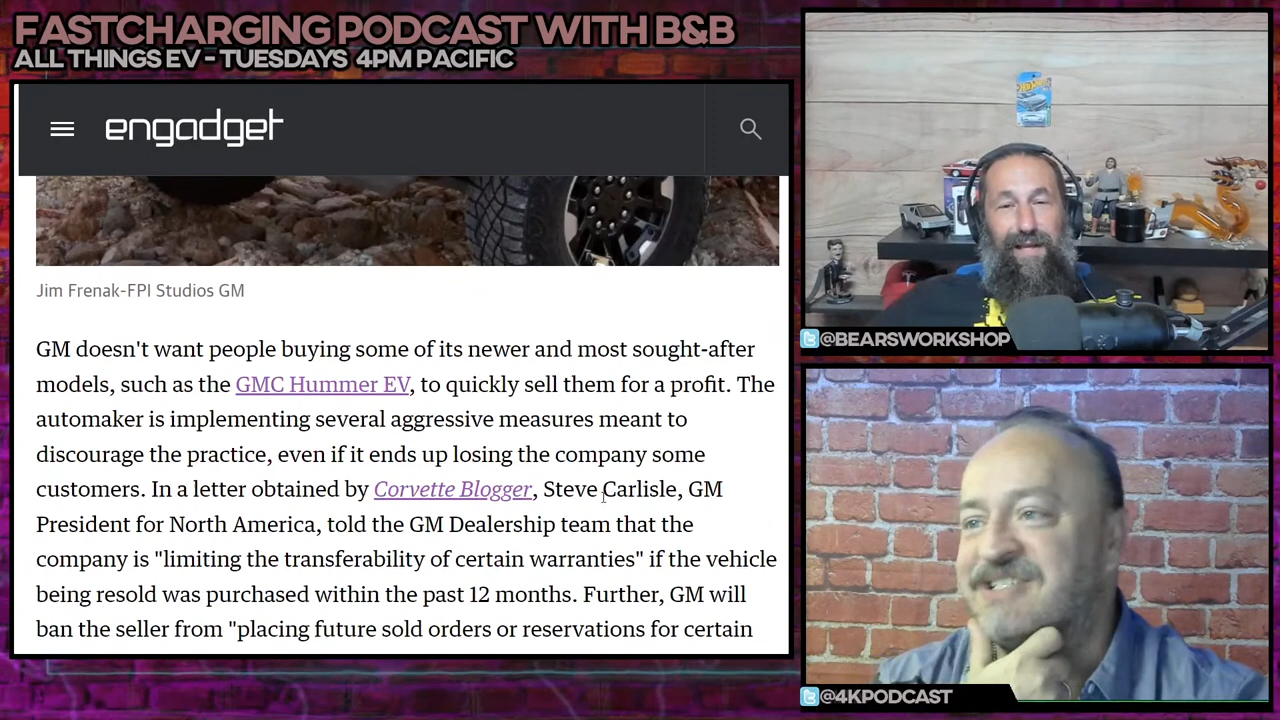 FASTCHARGING PODCAST WITH B&B
ALL THINGS EV - TUESDAYS 4PM PACIFIC
engadget
Jim Frenak-FPI Studios GM
GM doesn't want people buying some of its newer and most sought-after
models, such as the GMC Hummer EV, to quickly sell them for a profit. The
automaker is implementing several aggressive measures meant to
discourage the practice, even if it ends up losing the company some
customers. In a letter obtained by Corvette Blogger, Steve Carlisle, GM
President for North America, told the GM Dealership team that the
company is "limiting the transferability of certain warranties" if the vehicle
being resold was purchased within the past 12 months. Further, GM will
ban the seller from "placing future sold orders or reservations for certain
@BEARSWORKSHOP
@4KPODCAST